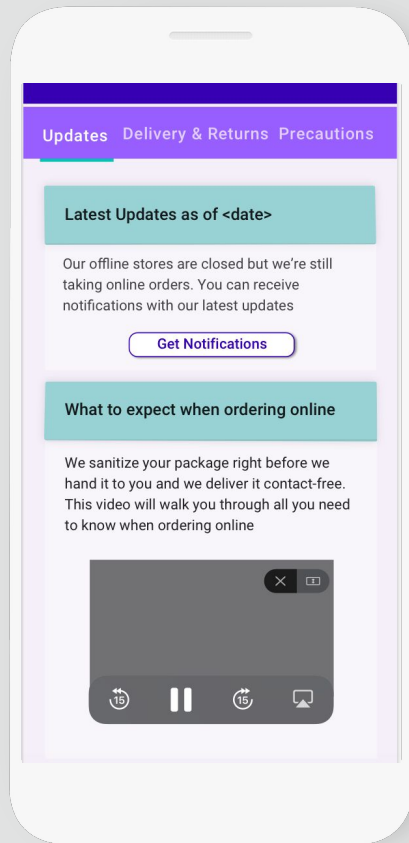 Updates Delivery & Returns Precautions
Latest Updates as of <date>
Our offline stores are closed but we're still
taking online orders. You can receive
notifications with our latest updates
Get Notifications
What to expect when ordering online
We sanitize your package right before we
hand it to you and we deliver it contact-free.
This video will walk you through all you need
to know when ordering online
15 15